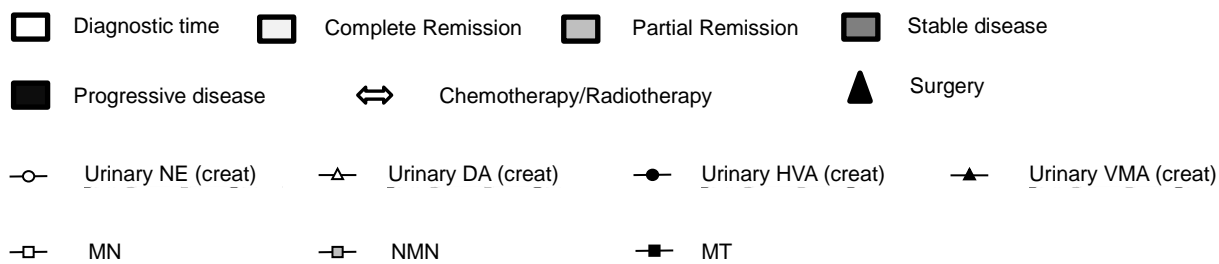 Diagnostic time Complete Remission Partial Remission Stable disease
Progressive disease Chemotherapy/Radiotherapy Surgery
Urinary NE (creat) Urinary DA (creat) Urinary HVA (creat) Urinary VMA (creat)
MN NMN MT